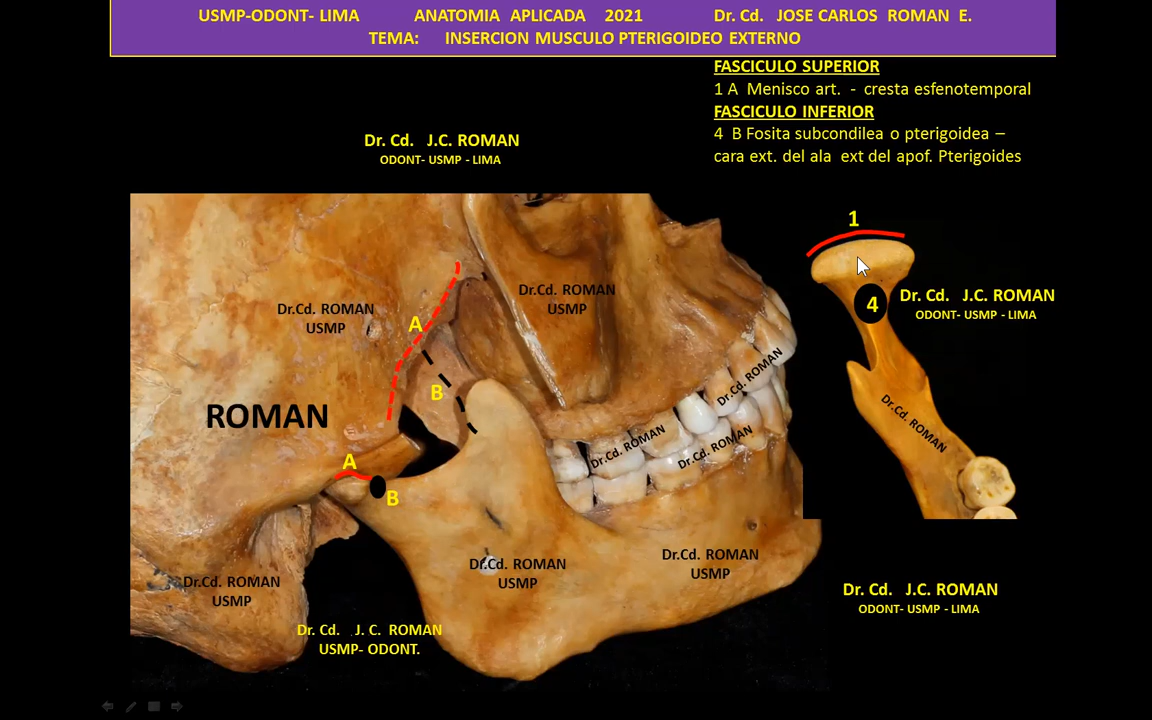 USMP-ODONT- LIMA ANATOMIA APLICADA 2021 Dr. Cd. JOSE CARLOS ROMAN E.
TEMA: INSERCION MUSCULO PTERIGOIDEO EXTERNO
FASCICULO SUPERIOR
1 A Menisco art. - cresta esfenotemporal
FASCICULO INFERIOR
4 B Fosita subcondilea o pterigoidea –
cara ext. del ala ext del apof. Pterigoides
Dr. Cd. J.C. ROMAN
ODONT- USMP - LIMA
1
4
Dr. Cd. J.C. ROMAN
ODONT- USMP - LIMA
Dr.Cd. ROMAN
USMP
Dr.Cd. ROMAN
USMP
A
B
Dr.Cd. ROMAN
Dr.Cd. ROMAN
Dr.Cd. ROMAN
Dr.Cd. ROMAN
ROMAN
A
B
Dr.Cd. ROMAN
USMP
Dr.Cd. ROMAN
USMP
Dr.Cd. ROMAN
USMP
Dr. Cd. J.C. ROMAN
ODONT- USMP - LIMA
Dr. Cd. J. C. ROMAN
USMP- ODONT.